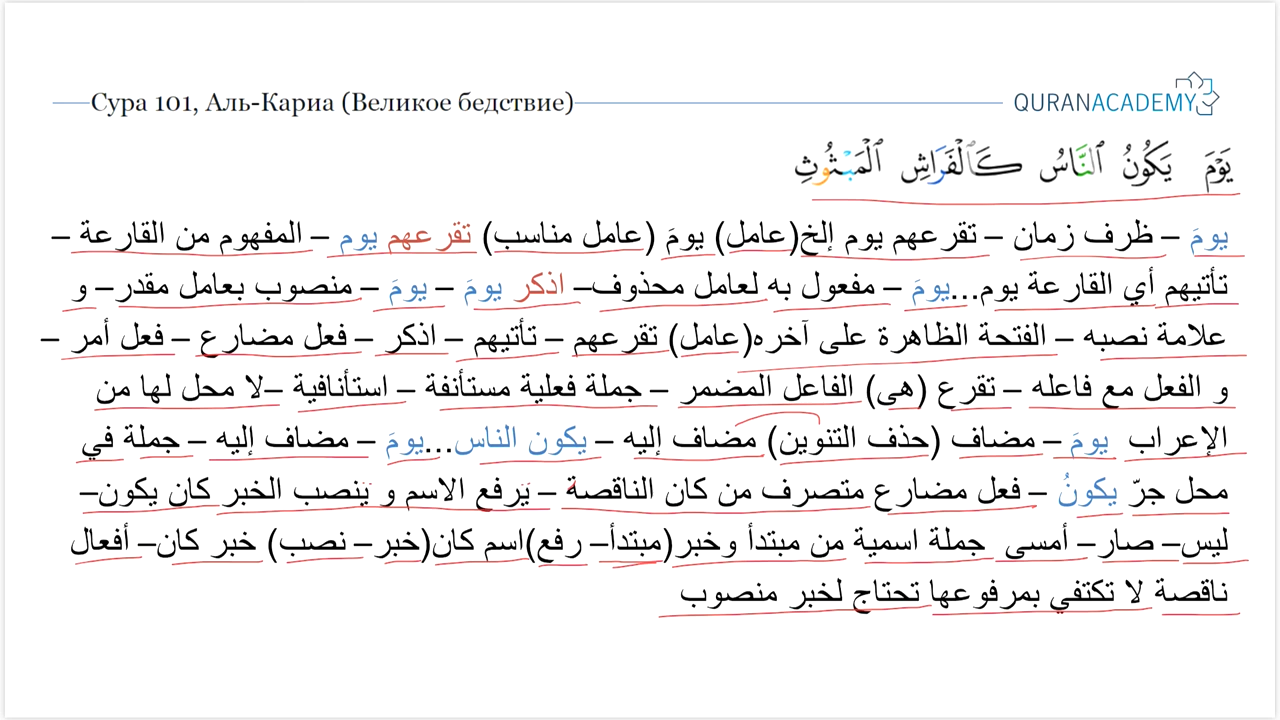 Сура 101, Аль-Кариа (Великое бедствие)
QURANACADEMY
يَوْمَ يَكُونُ ٱلنَّاسُ كَٱلْفَرَاشِ ٱلْمَبْثُوثِ
يومَ – ظرف زمان – تقرعهم يوم إلخ(عامل) يومَ (عامل مناسب) تقرعهم يوم – المفهوم من القارعة –
تأتيهم أي القارعة يوم...يومَ – مفعول به لعامل محذوف– اذكر يومَ – يومَ – منصوب بعامل مقدر– و
علامة نصبه – الفتحة الظاهرة على آخره(عامل) تقرعهم – تأتيهم – اذكر – فعل مضارع – فعل أمر –
و الفعل مع فاعله – تقرع (هى) الفاعل المضمر – جملة فعلية مستأنفة – استأنافية –لا محل لها من
الإعراب يومَ – مضاف (حذف التنوين) مضاف إليه – يكون الناس...يومَ – مضاف إليه – جملة في
محل جرّ يكونُ – فعل مضارع متصرف من كان الناقصة – يَرفع الاسم و يَنصب الخبر كان يكون–
ليس– صار– أمسى جملة اسمية من مبتدأ وخبر(مبتدأ– رفع)اسم كان(خبر– نصب) خبر كان– أفعال
ناقصة لا تكتفي بمرفوعها تحتاج لخبر منصوب